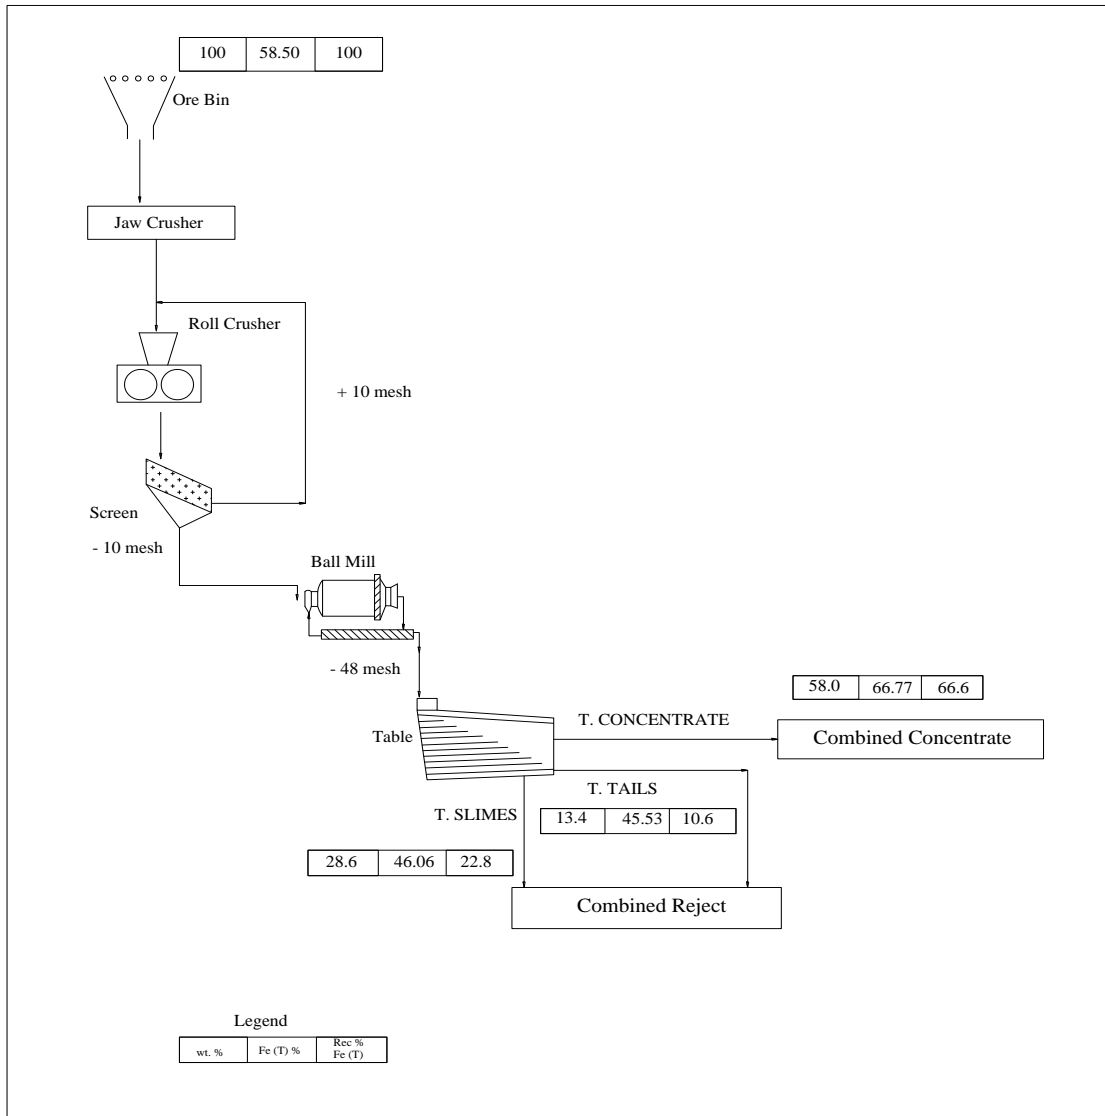 100 58.50 100
Ore Bin
Jaw Crusher
Roll Crusher
+ 10 mesh
Screen
- 10 mesh
Ball Mill
- 48 mesh
58.0 66.77 66.6
T. CONCENTRATE
Table
Combined Concentrate
T. TAILS
T. SLIMES
13.4 45.53 10.6
28.6 46.06 22.8
Combined Reject
Legend
wt. % Fe (T) % Rec %
Fe (T)